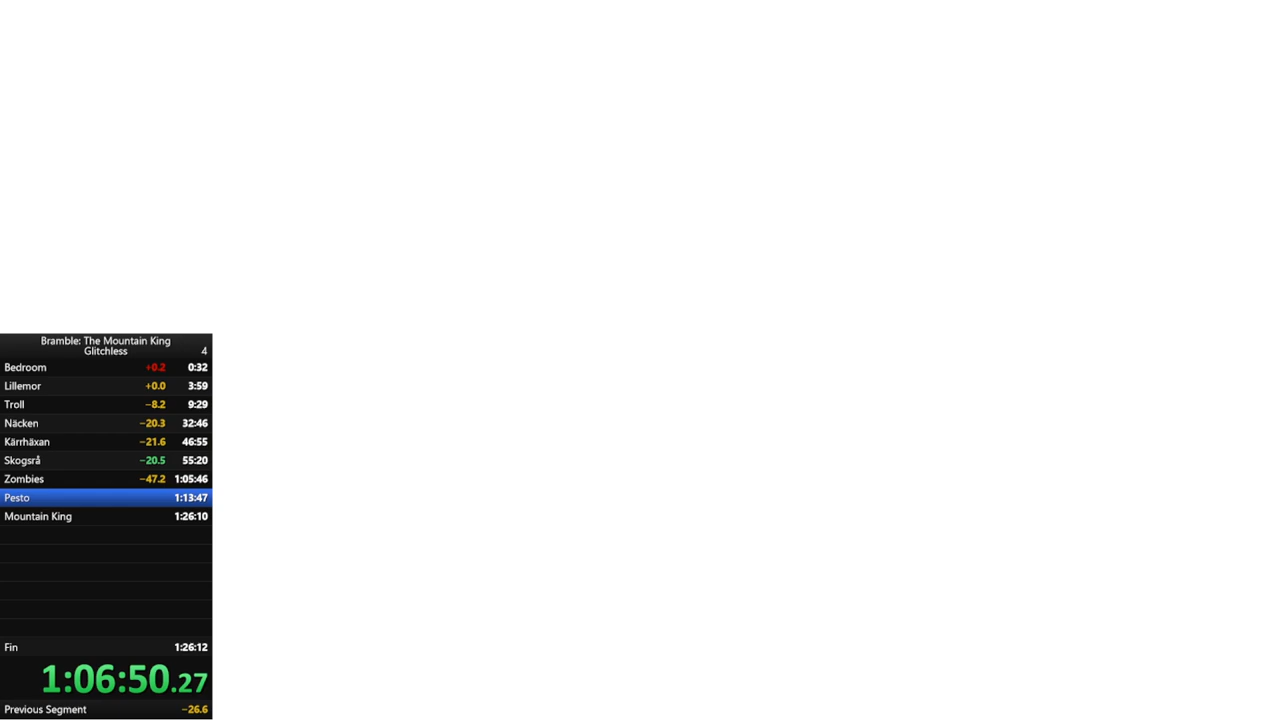 Bramble: The Mountain King
Glitchless 4
Bedroom +0.2 0:32
Lillemor +0.0 3:59
Troll −8.2 9:29
Näcken −20.3 32:46
Kärrhäxan −21.6 46:55
Skogsrå −20.5 55:20
Zombies −47.2 1:05:46
Pesto 1:13:47
Mountain King 1:26:10
Fin 1:26:12
1:06:50.27
Previous Segment −26.6